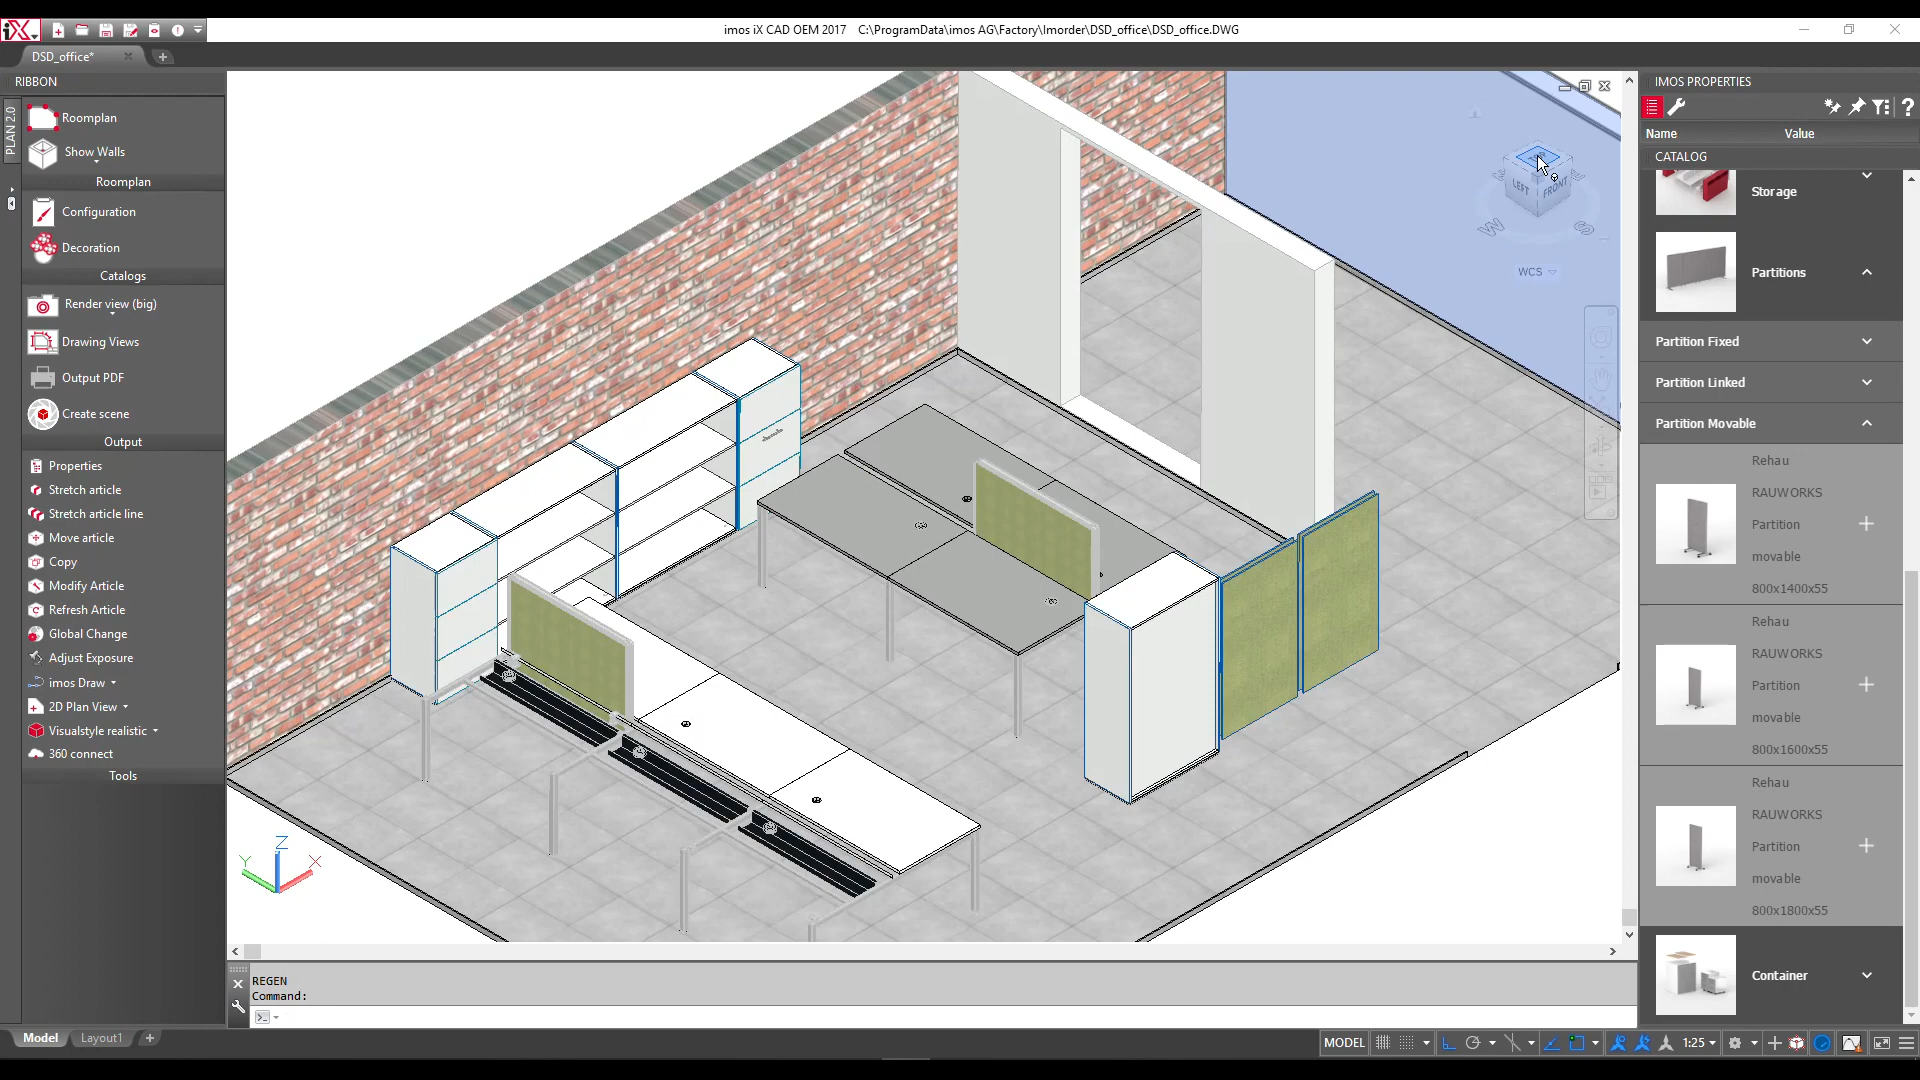 iX
imos iX CAD OEM 2017 C:\ProgramData\imos AG\Factory\Imorder\DSD_office\DSD_office.DWG
DSD_office*
RIBBON
PLAN 2.0
Roomplan
Show Walls
Roomplan
Configuration
Decoration
Catalogs
Render view (big)
Drawing Views
Output PDF
Create scene
Output
Properties
Stretch article
Stretch article line
Move article
Copy
Modify Article
Refresh Article
Global Change
Adjust Exposure
imos Draw
2D Plan View
Visualstyle realistic
360 connect
Tools
LEFT
FRONT
W
S
WCS
Z
Y
X
IMOS PROPERTIES
Name Value
CATALOG
Storage
Partitions
Partition Fixed
Partition Linked
Partition Movable
Rehau
RAUWORKS
Partition
movable
800x1400x55
Rehau
RAUWORKS
Partition
movable
800x1600x55
Rehau
RAUWORKS
Partition
movable
800x1800x55
Container
REGEN
Command:
Model
Layout1
MODEL
1:25